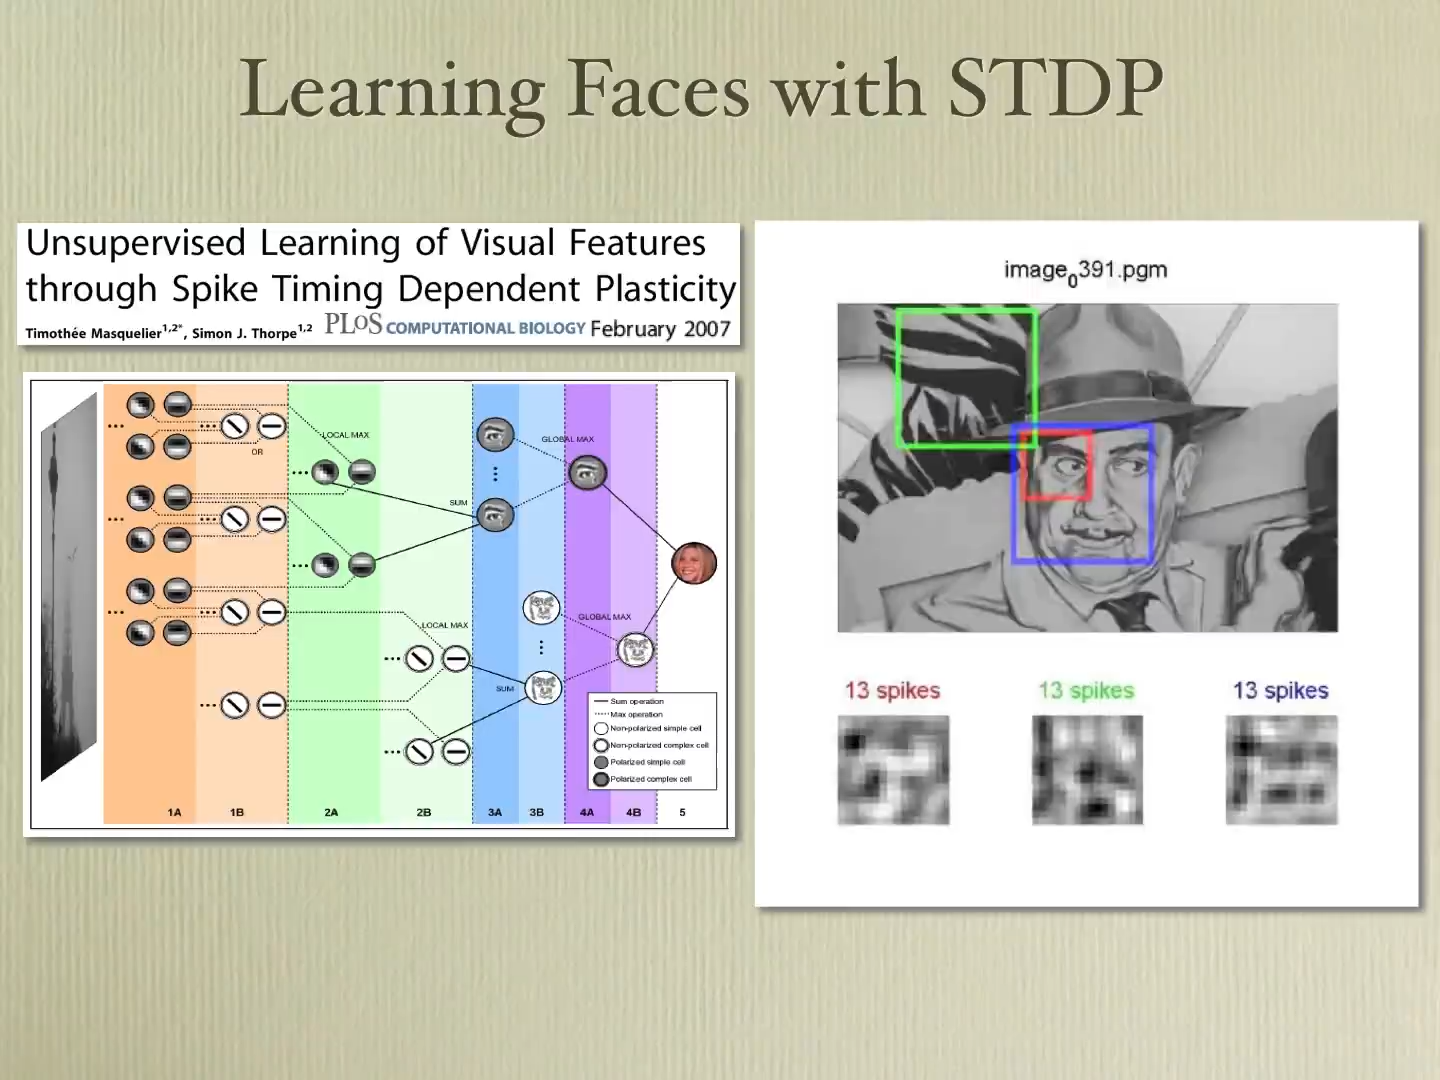 Learning Faces with STDP
Unsupervised Learning of Visual Features
through Spike Timing Dependent Plasticity
Timothée Masquelier1,2*, Simon J. Thorpe1,2 PLoS COMPUTATIONAL BIOLOGY February 2007
LOCAL MAX
OR
GLOBAL MAX
SUM
LOCAL MAX
GLOBAL MAX
SUM
Sum operation
Max operation
Non-polarized simple cell
Non-polarized complex cell
Polarized simple cell
Polarized complex cell
1A 1B 2A 2B 3A 3B 4A 4B 5
image0391.pgm
13 spikes 13 spikes 13 spikes